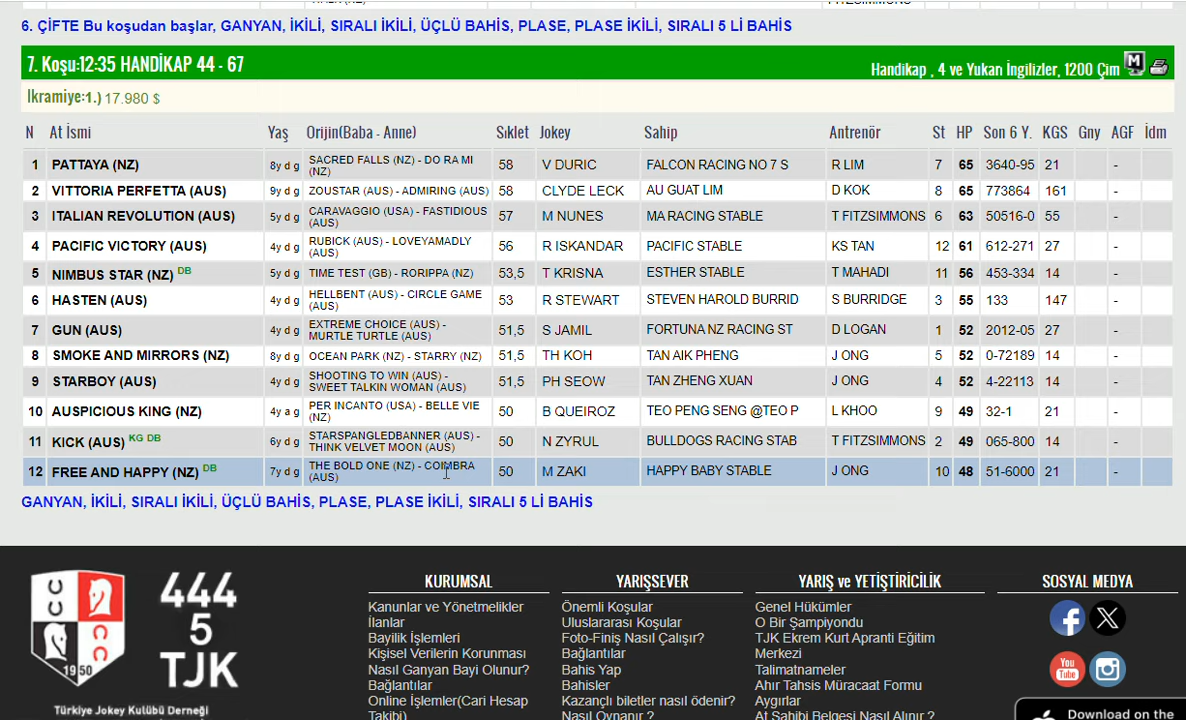 6. ÇİFTE Bu koşudan başlar, GANYAN, İKİLİ, SIRALI İKİLİ, ÜÇLÜ BAHİS, PLASE, PLASE İKİLİ, SIRALI 5 Lİ BAHİS
7. Koşu:12:35 HANDİKAP 44 - 67
Handikap , 4 ve Yukarı İngilizler, 1200 Çim
İkramiye:1.) 17.980 $
N At İsmi Yaş Orijin(Baba - Anne) Sıklet Jokey Sahip Antrenör St HP Son 6 Y. KGS Gny AGF İdm
1 PATTAYA (NZ) 8y d g SACRED FALLS (NZ) - DO RA MI (NZ) 58 V DURIC FALCON RACING NO 7 S R LIM 7 65 3640-95 21 -
2 VITTORIA PERFETTA (AUS) 9y d g ZOUSTAR (AUS) - ADMIRING (AUS) 58 CLYDE LECK AU GUAT LIM D KOK 8 65 773864 161 -
3 ITALIAN REVOLUTION (AUS) 5y d g CARAVAGGIO (USA) - FASTIDIOUS (AUS) 57 M NUNES MA RACING STABLE T FITZSIMMONS 6 63 50516-0 55 -
4 PACIFIC VICTORY (AUS) 4y d g RUBICK (AUS) - LOVEYAMADLY (AUS) 56 R ISKANDAR PACIFIC STABLE KS TAN 12 61 612-271 27 -
5 NIMBUS STAR (NZ) DB 5y d g TIME TEST (GB) - RORIPPA (NZ) 53,5 T KRISNA ESTHER STABLE T MAHADI 11 56 453-334 14 -
6 HASTEN (AUS) 4y d g HELLBENT (AUS) - CIRCLE GAME (AUS) 53 R STEWART STEVEN HAROLD BURRID S BURRIDGE 3 55 133 147 -
7 GUN (AUS) 4y d g EXTREME CHOICE (AUS) - MURTLE TURTLE (AUS) 51,5 S JAMIL FORTUNA NZ RACING ST D LOGAN 1 52 2012-05 27 -
8 SMOKE AND MIRRORS (NZ) 8y d g OCEAN PARK (NZ) - STARRY (NZ) 51,5 TH KOH TAN AIK PHENG J ONG 5 52 0-72189 14 -
9 STARBOY (AUS) 4y d g SHOOTING TO WIN (AUS) - SWEET TALKIN WOMAN (AUS) 51,5 PH SEOW TAN ZHENG XUAN J ONG 4 52 4-22113 14 -
10 AUSPICIOUS KING (NZ) 4y a g PER INCANTO (USA) - BELLE VIE (NZ) 50 B QUEIROZ TEO PENG SENG @TEO P L KHOO 9 49 32-1 21 -
11 KICK (AUS) KG DB 6y d g STARSPANGLEDBANNER (AUS) - THINK VELVET MOON (AUS) 50 N ZYRUL BULLDOGS RACING STAB T FITZSIMMONS 2 49 065-800 14 -
12 FREE AND HAPPY (NZ) DB 7y d g THE BOLD ONE (NZ) - COIMBRA (AUS) 50 M ZAKI HAPPY BABY STABLE J ONG 10 48 51-6000 21 -
GANYAN, İKİLİ, SIRALI İKİLİ, ÜÇLÜ BAHİS, PLASE, PLASE İKİLİ, SIRALI 5 Lİ BAHİS
1950
444
5
TJK
Türkiye Jokey Kulübü Derneği
KURUMSAL
Kanunlar ve Yönetmelikler
İlanlar
Bayilik İşlemleri
Kişisel Verilerin Korunması
Nasıl Ganyan Bayi Olunur?
Bağlantılar
Online İşlemler(Cari Hesap
Takibi)
YARIŞSEVER
Önemli Koşular
Uluslararası Koşular
Foto-Finiş Nasıl Çalışır?
Bağlantılar
Bahis Yap
Bahisler
Kazançlı biletler nasıl ödenir?
Nasıl Oynanır ?
YARIŞ ve YETİŞTİRİCİLİK
Genel Hükümler
O Bir Şampiyondu
TJK Ekrem Kurt Apranti Eğitim
Merkezi
Talimatnameler
Ahır Tahsis Müracaat Formu
Aygırlar
At Sahibi Belgesi Nasıl Alınır ?
SOSYAL MEDYA
You
Tube
Download on the